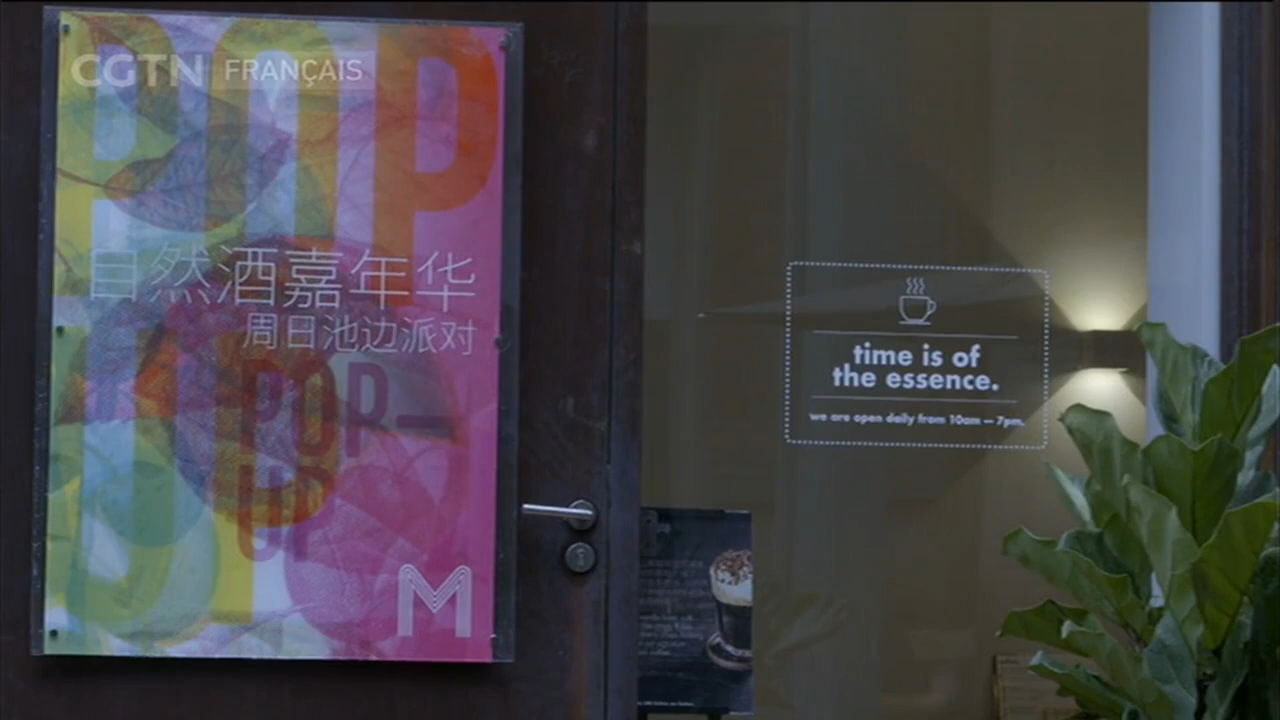 CGTN FRANÇAIS
POP
自然酒嘉年华
周日池边派对
POP—
UP
M
time is of
the essence.
we are open daily from 10am — 7pm.